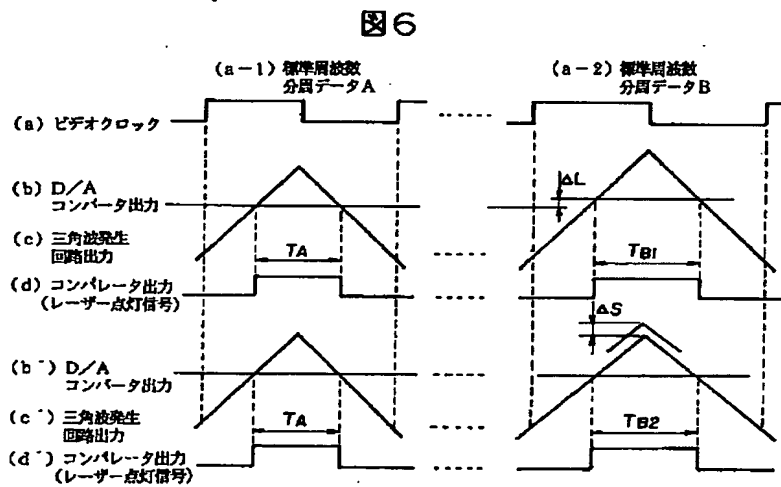 図6
(a-1) 標準周波数
分周データA
(a-2) 標準周波数
分周データB
(a) ビデオクロック
(b) D/A
コンバータ出力
ΔL
(c) 三角波発生
回路出力
TA
TB1
(d) コンパレータ出力
(レーザー点灯信号)
ΔS
(b´) D/A
コンバータ出力
(c´) 三角波発生
回路出力
TA
TB2
(d´) コンパレータ出力
(レーザー点灯信号)